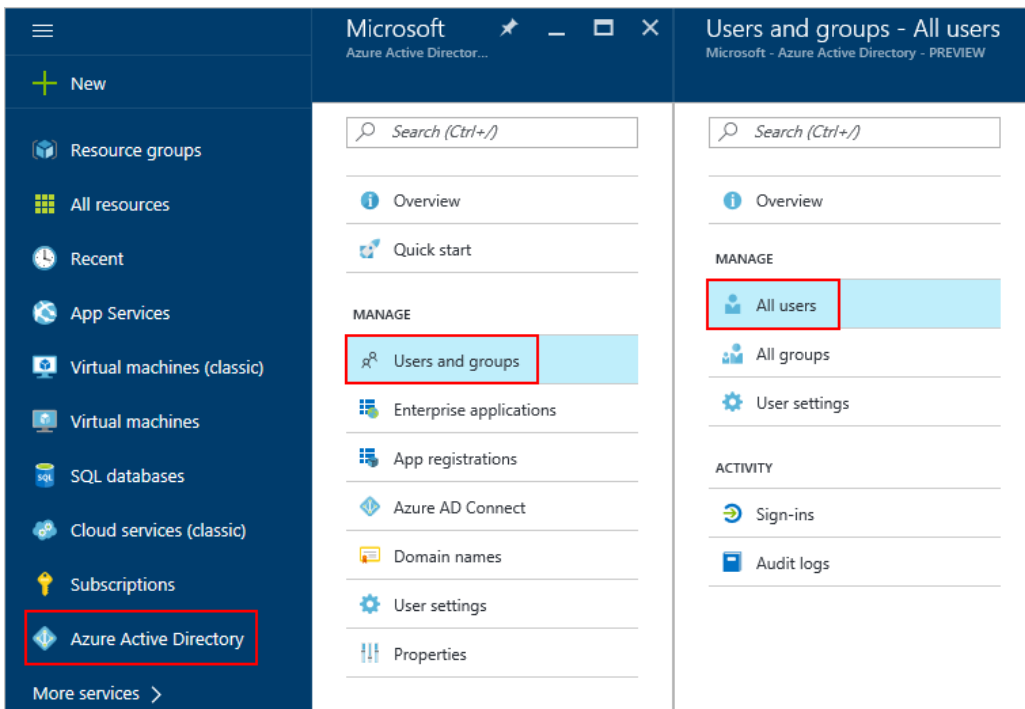 New
Resource groups
All resources
Recent
App Services
Virtual machines (classic)
Virtual machines
SQL databases
Cloud services (classic)
Subscriptions
Azure Active Directory
More services
Microsoft
Azure Active Director...
Search (Ctrl+/)
Overview
Quick start
MANAGE
Users and groups
Enterprise applications
App registrations
Azure AD Connect
Domain names
User settings
Properties
Users and groups - All users
Microsoft - Azure Active Directory - PREVIEW
Search (Ctrl+/)
Overview
MANAGE
All users
All groups
User settings
ACTIVITY
Sign-ins
Audit logs